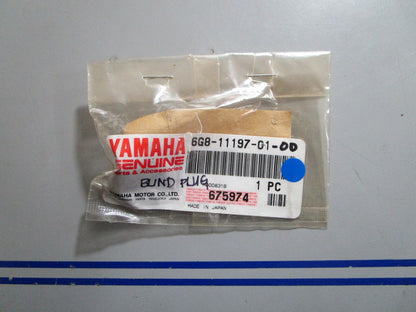 YAMAHA
GENUINE
Parts & Accessories
6G8-11197-01-00
BLIND PLUG
1 PC
YAMAHA MOTOR CO., LTD.
675974
MADE IN JAPAN